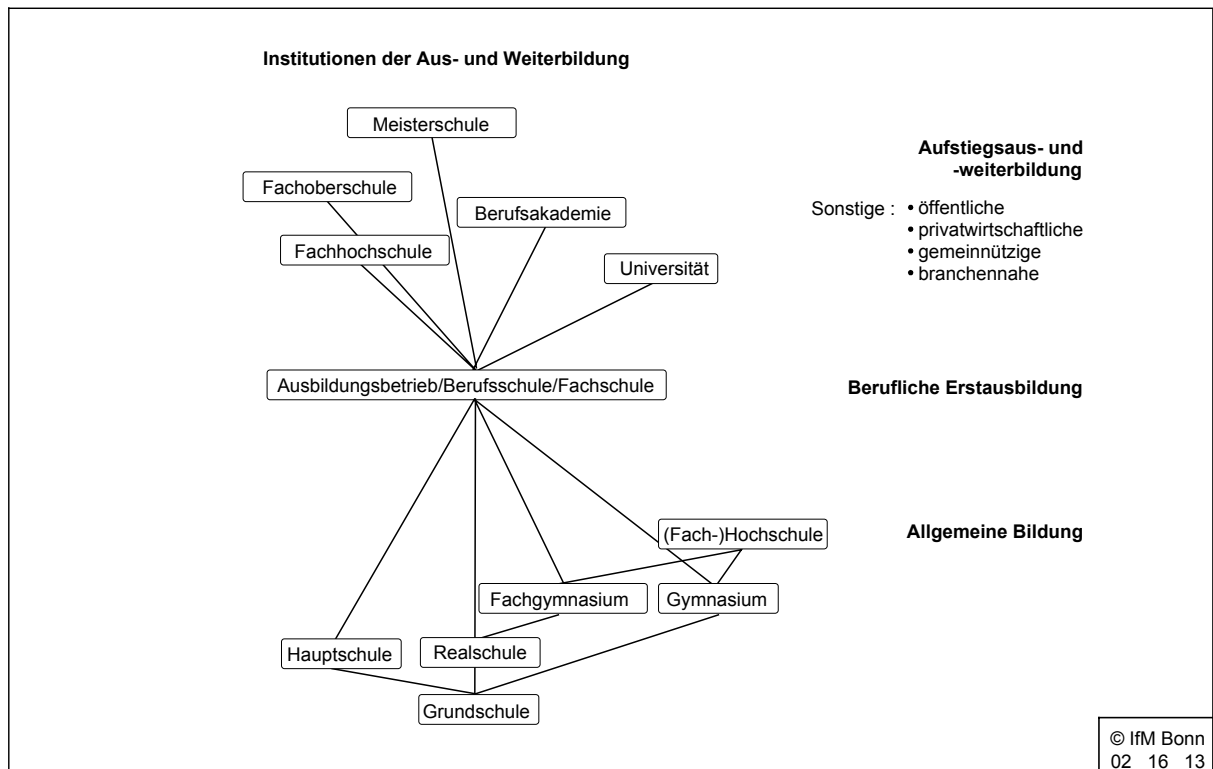 Institutionen der Aus- und Weiterbildung
Meisterschule
Aufstiegsaus- und
-weiterbildung
Fachoberschule
Berufsakademie
Sonstige : • öffentliche
• privatwirtschaftliche
• gemeinnützige
• branchennahe
Fachhochschule
Universität
Ausbildungsbetrieb/Berufsschule/Fachschule
Berufliche Erstausbildung
(Fach-)Hochschule
Allgemeine Bildung
Fachgymnasium
Gymnasium
Hauptschule
Realschule
Grundschule
© IfM Bonn
02 16 13